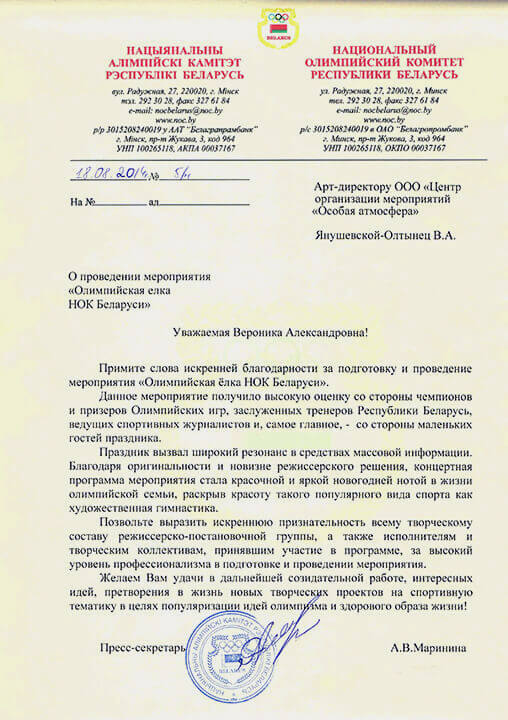 BELARUS
НАЦЫЯНАЛЬНЫ
АЛІМПІЙСКІ КАМІТЭТ
РЭСПУБЛІКІ БЕЛАРУСЬ
вул. Радужная, 27, 220020, г. Мінск
тэл. 292 30 28, факс 327 61 84
e-mail: nocbelarus@noc.by
www.noc.by
р/р 3015208240019 у ААТ "Белаграпрамбанк"
г. Мінск, пр-т Жукава, 3, код 964
УНП 100265118, АКПА 00037167
НАЦИОНАЛЬНЫЙ
ОЛИМПИЙСКИЙ КОМИТЕТ
РЕСПУБЛИКИ БЕЛАРУСЬ
ул. Радужная, 27, 220020, г. Минск
тел. 292 30 28, факс 327 61 84
e-mail: nocbelarus@noc.by
www.noc.by
р/с 3015208240019 в ОАО "Белагропромбанк"
г. Минск, пр-т Жукова, 3, код 964
УНП 100265118, ОКПО 00037167
18.08.2014 №
На № ад
Арт-директору ООО «Центр
организации мероприятий
«Особая атмосфера»
Янушевской-Олтынец В.А.
О проведении мероприятия
«Олимпийская елка
НОК Беларуси»
Уважаемая Вероника Александровна!
Примите слова искренней благодарности за подготовку и проведение
мероприятия «Олимпийская ёлка НОК Беларуси».
Данное мероприятие получило высокую оценку со стороны чемпионов
и призеров Олимпийских игр, заслуженных тренеров Республики Беларусь,
ведущих спортивных журналистов и, самое главное, - со стороны маленьких
гостей праздника.
Праздник вызвал широкий резонанс в средствах массовой информации.
Благодаря оригинальности и новизне режиссерского решения, концертная
программа мероприятия стала красочной и яркой новогодней нотой в жизни
олимпийской семьи, раскрыв красоту такого популярного вида спорта как
художественная гимнастика.
Позвольте выразить искреннюю признательность всему творческому
составу режиссерско-постановочной группы, а также исполнителям и
творческим коллективам, принявшим участие в программе, за высокий
уровень профессионализма в подготовке и проведении мероприятия.
Желаем Вам удачи в дальнейшей созидательной работе, интересных
идей, претворения в жизнь новых творческих проектов на спортивную
тематику в целях популяризации идей олимпизма и здорового образа жизни!
Пресс-секретарь
А.В.Маринина
НАЦЫЯНАЛЬНЫ АЛІМПІЙСКІ КАМІТЭТ РЭСПУБЛІКІ БЕЛАРУСЬ
BELARUS